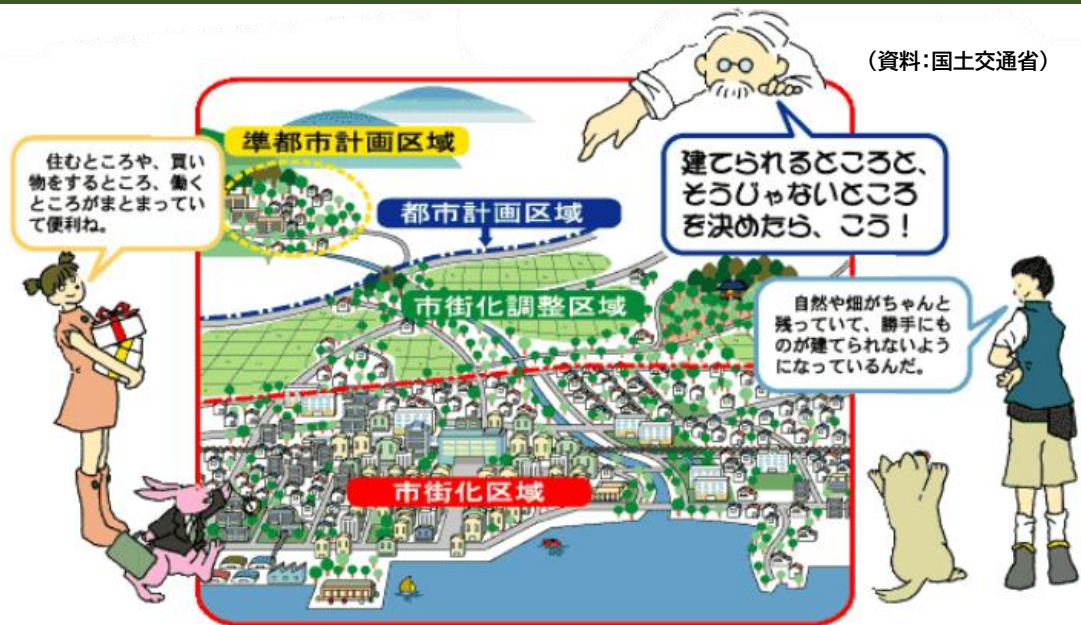 （資料：国土交通省）
準都市計画区域
住むところや、買い
物をするところ、働く
ところがまとまってい
て便利ね。
建てられるところと、
そうじゃないところ
を決めたら、こう！
都市計画区域
市街化調整区域
自然や畑がちゃんと
残っていて、勝手にも
のが建てられないよう
になっているんだ。
市街化区域